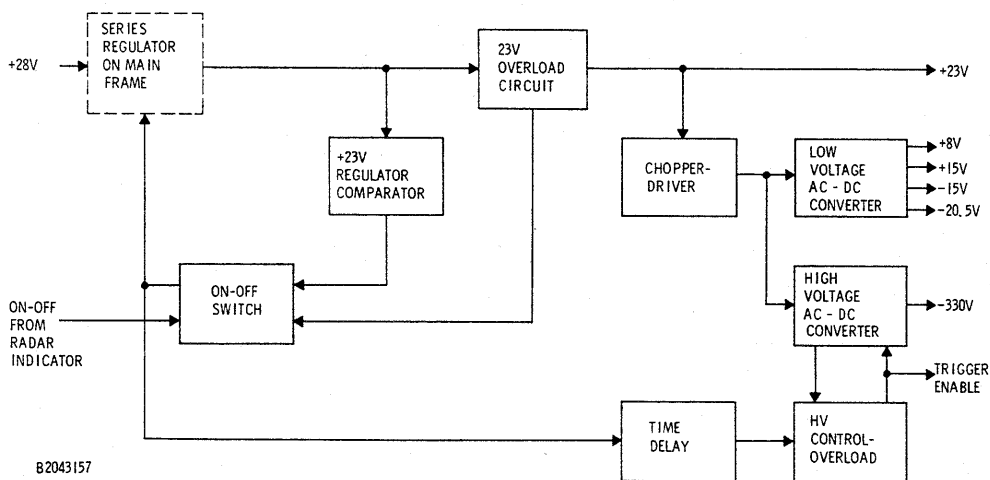 SERIES
REGULATOR
ON MAIN
FRAME
+28V
23V
OVERLOAD
CIRCUIT
+23V
+23V
REGULATOR
COMPARATOR
CHOPPER-
DRIVER
LOW
VOLTAGE
AC - DC
CONVERTER
+8V
+15V
-15V
-20.5V
ON-OFF
SWITCH
ON-OFF
FROM
RADAR
INDICATOR
HIGH
VOLTAGE
AC - DC
CONVERTER
-330V
TRIGGER
ENABLE
TIME
DELAY
HV
CONTROL-
OVERLOAD
B2043157